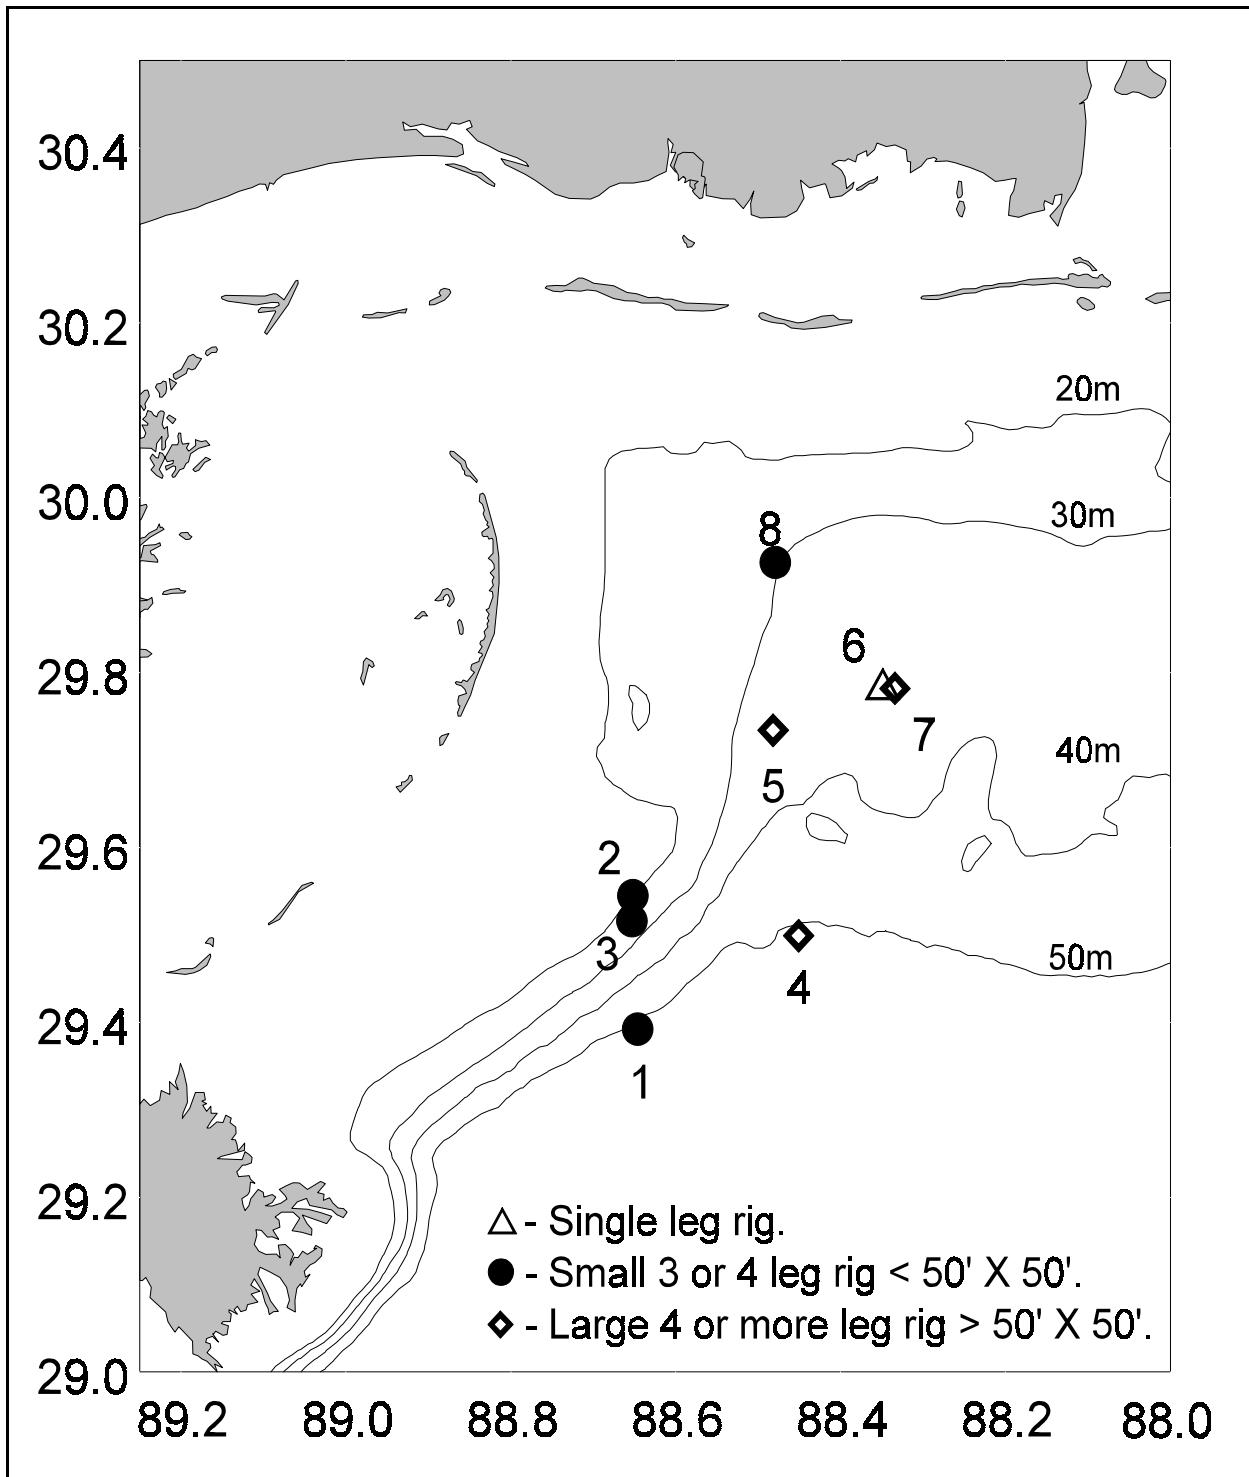 30.4
30.2
20m
30.0
30m
8
6
29.8
7
40m
5
29.6
2
3
50m
4
29.4
1
29.2
- Single leg rig.
- Small 3 or 4 leg rig < 50' X 50'.
- Large 4 or more leg rig > 50' X 50'.
29.0
89.2 89.0 88.8 88.6 88.4 88.2 88.0